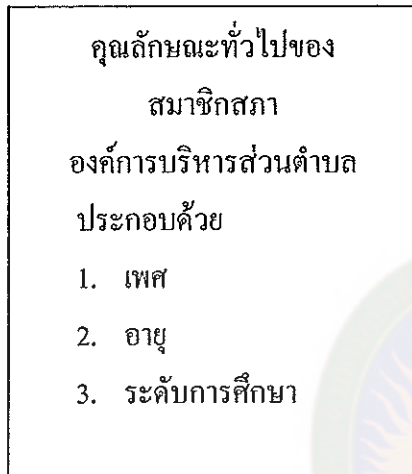 คุณลักษณะทั่วไปของ
สมาชิกสภา
องค์การบริหารส่วนตำบล
ประกอบด้วย
1. เพศ
2. อายุ
3. ระดับการศึกษา